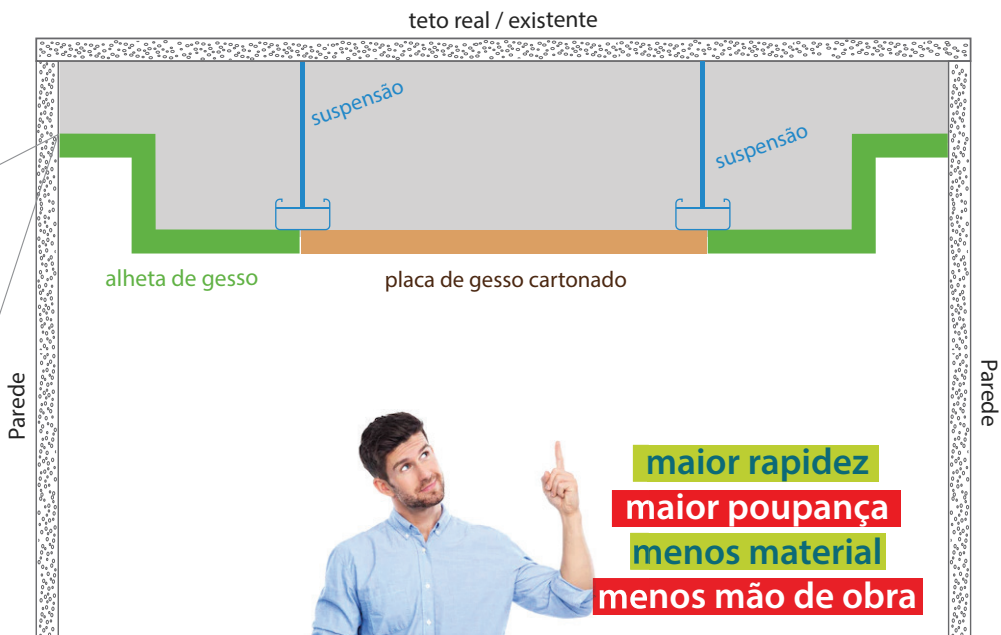 teto real / existente
suspensão
suspensão
alheta de gesso
placa de gesso cartonado
Parede
Parede
maior rapidez
maior poupança
menos material
menos mão de obra